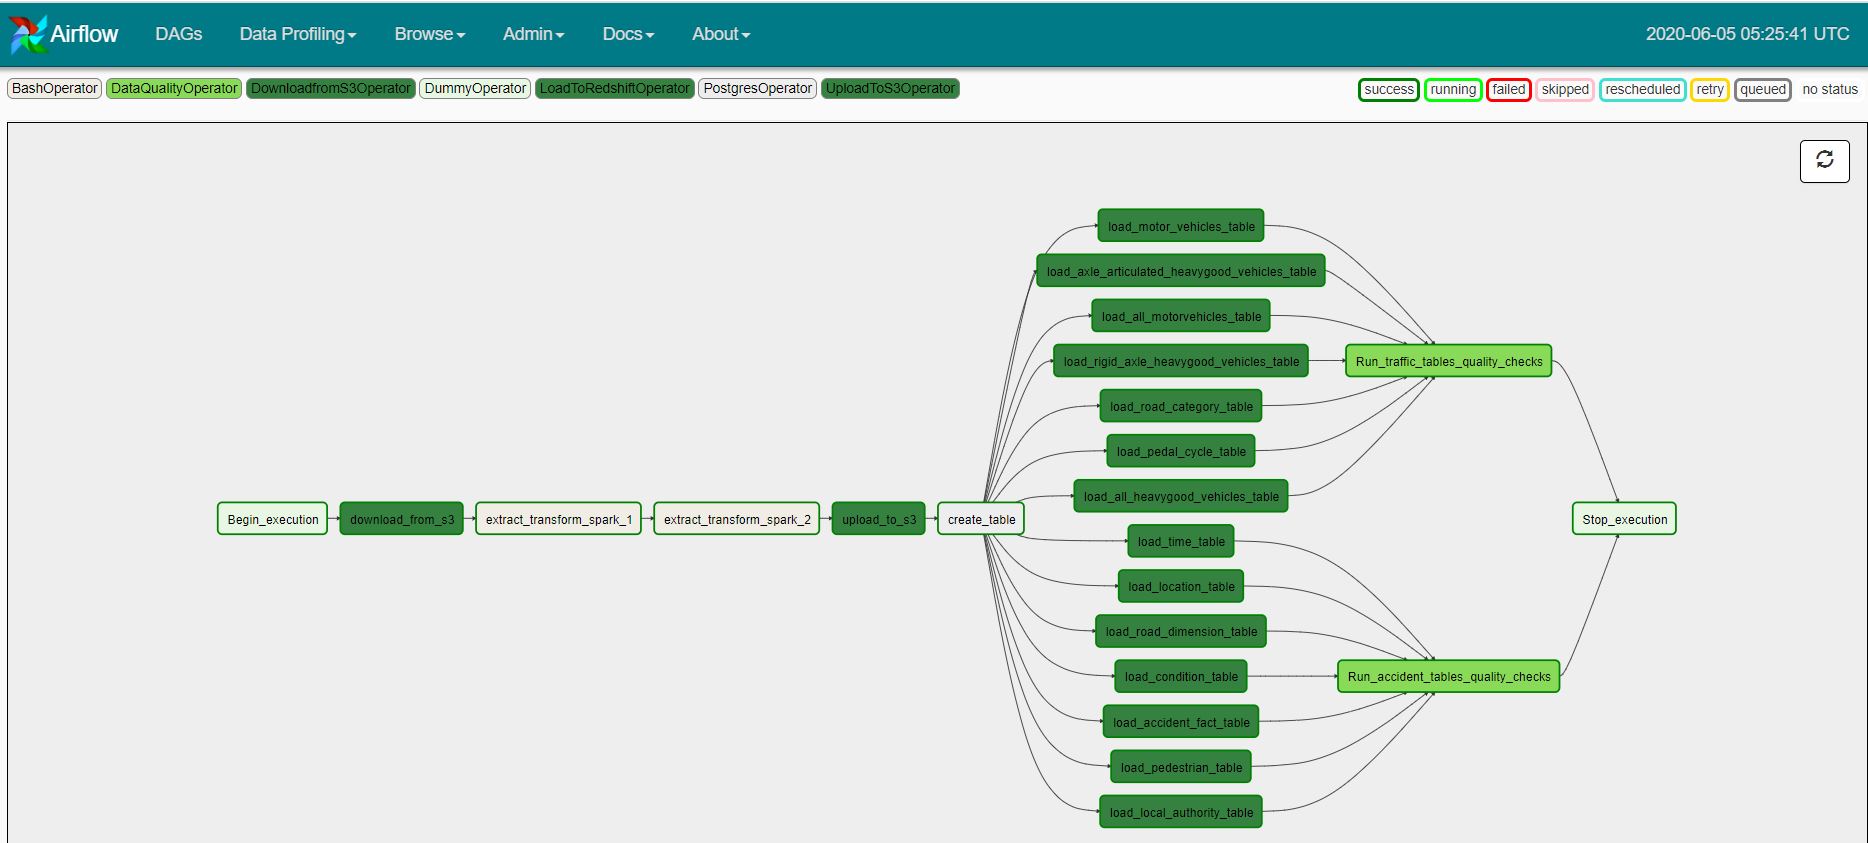 Airflow DAGs Data Profiling Browse Admin Docs About 2020-06-05 05:25:41 UTC
BashOperator DataQualityOperator DownloadfromS3Operator DummyOperator LoadToRedshiftOperator PostgresOperator UploadToS3Operator success running failed skipped rescheduled retry queued no status
load_motor_vehicles_table
load_axle_articulated_heavygood_vehicles_table
load_all_motorvehicles_table
load_rigid_axle_heavygood_vehicles_table Run_traffic_tables_quality_checks
load_road_category_table
load_pedal_cycle_table
load_all_heavygood_vehicles_table
Begin_execution download_from_s3 extract_transform_spark_1 extract_transform_spark_2 upload_to_s3 create_table Stop_execution
load_time_table
load_location_table
load_road_dimension_table
load_condition_table Run_accident_tables_quality_checks
load_accident_fact_table
load_pedestrian_table
load_local_authority_table